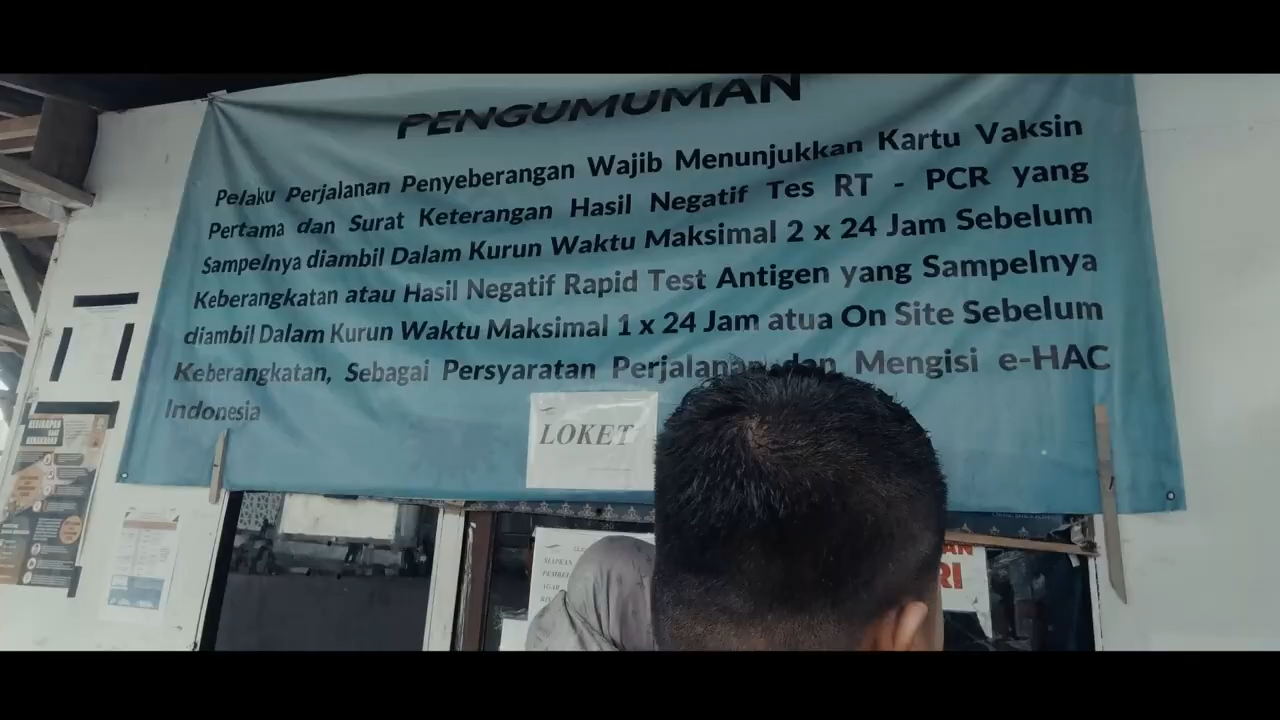 PENGUMUMAN
Pelaku Perjalanan Penyeberangan Wajib Menunjukkan Kartu Vaksin
Pertama dan Surat Keterangan Hasil Negatif Tes RT - PCR yang
Sampelnya diambil Dalam Kurun Waktu Maksimal 2 x 24 Jam Sebelum
Keberangkatan atau Hasil Negatif Rapid Test Antigen yang Sampelnya
diambil Dalam Kurun Waktu Maksimal 1 x 24 Jam atua On Site Sebelum
Keberangkatan, Sebagai Persyaratan Perjalanan dan Mengisi e-HAC
Indonesia
LOKET